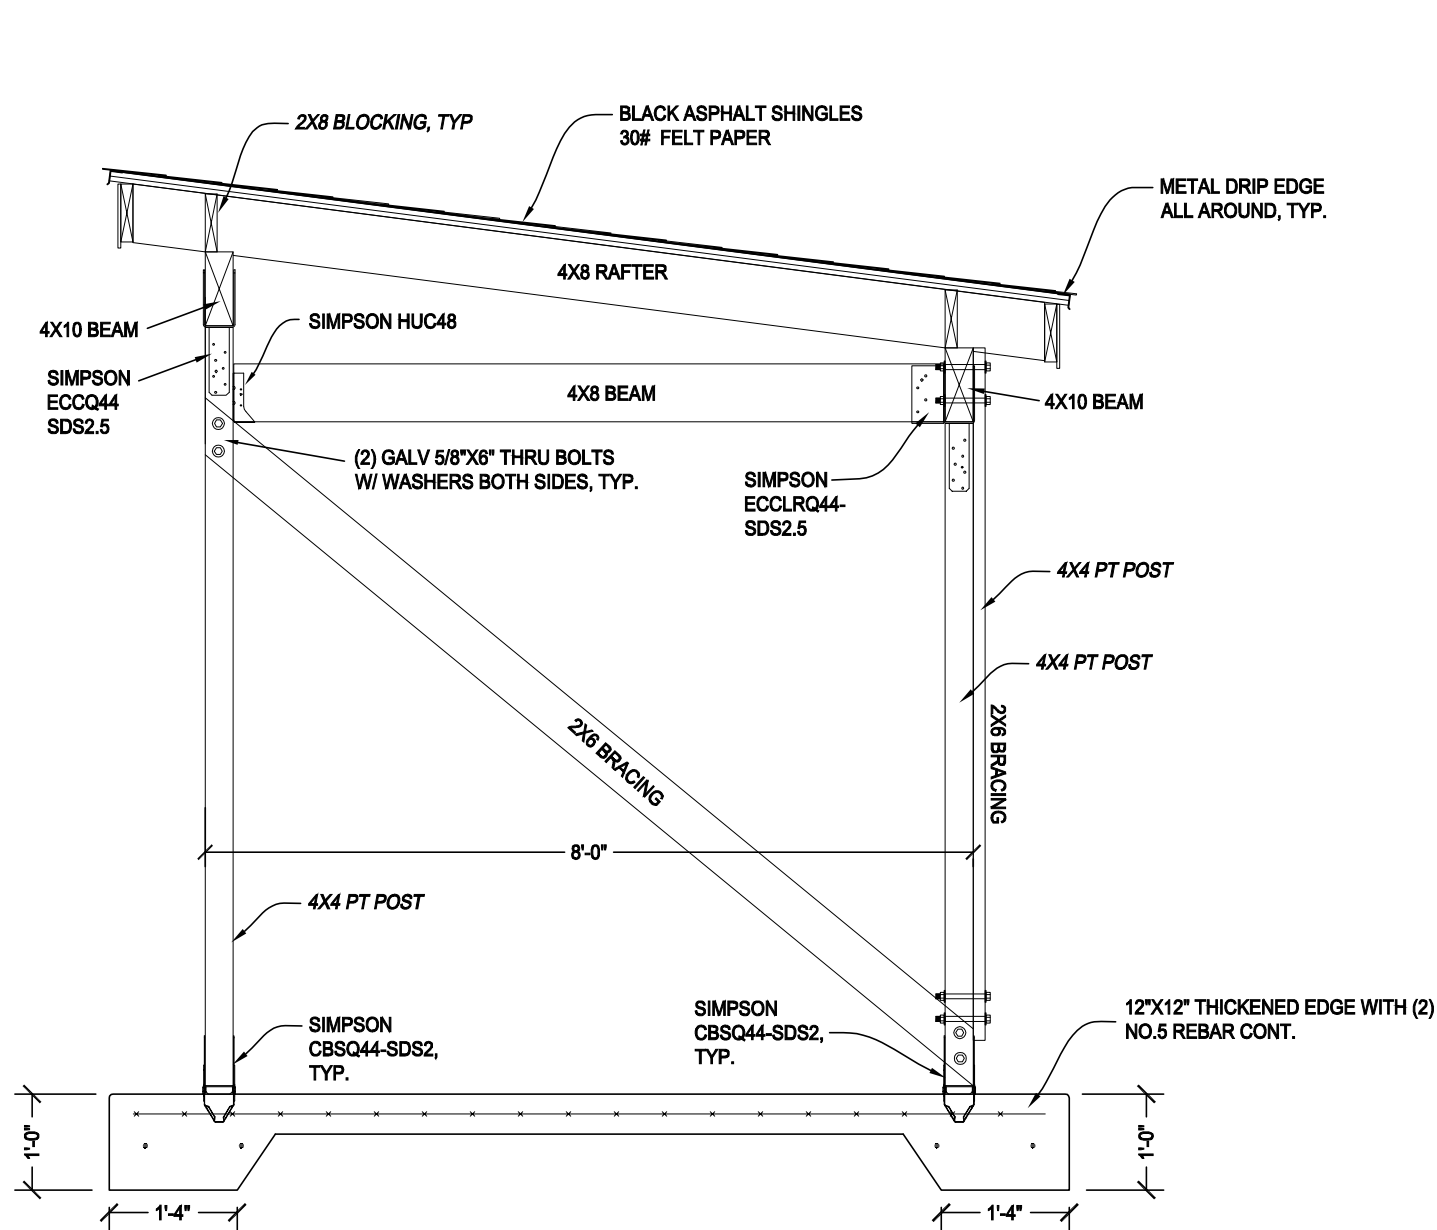 BLACK ASPHALT SHINGLES
30# FELT PAPER
2X8 BLOCKING, TYP
METAL DRIP EDGE
ALL AROUND, TYP.
4X8 RAFTER
SIMPSON HUC48
4X10 BEAM
SIMPSON
ECCQ44
SDS2.5
4X8 BEAM
4X10 BEAM
(2) GALV 5/8"X6" THRU BOLTS
W/ WASHERS BOTH SIDES, TYP.
SIMPSON
ECCLRQ44-
SDS2.5
4X4 PT POST
4X4 PT POST
2X6 BRACING
2X6 BRACING
8'-0"
4X4 PT POST
SIMPSON
CBSQ44-SDS2,
TYP.
SIMPSON
CBSQ44-SDS2,
TYP.
12"X12" THICKENED EDGE WITH (2)
NO.5 REBAR CONT.
1'-0"
1'-0"
1'-4"
1'-4"